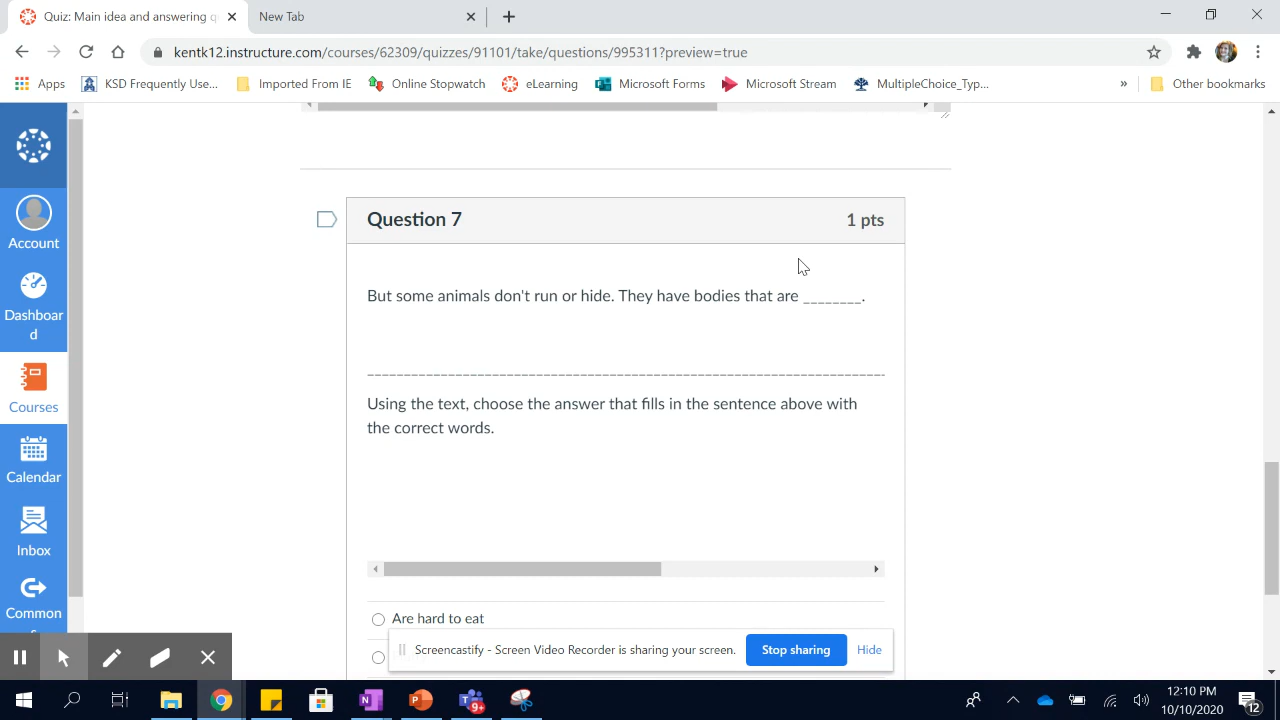 Quiz: Main idea and answering q
New Tab
kentk12.instructure.com/courses/62309/quizzes/91101/take/questions/995311?preview=true
Apps
KSD Frequently Use...
Imported From IE
Online Stopwatch
eLearning
Microsoft Forms
Microsoft Stream
MultipleChoice_Typ...
»
Other bookmarks
Account
Dashboar
d
Courses
Calendar
Inbox
Common
Question 7
1 pts
But some animals don't run or hide. They have bodies that are ________.
Using the text, choose the answer that fills in the sentence above with
the correct words.
Are hard to eat
Screencastify - Screen Video Recorder is sharing your screen.
Stop sharing
Hide
9+
12:10 PM
10/10/2020
12